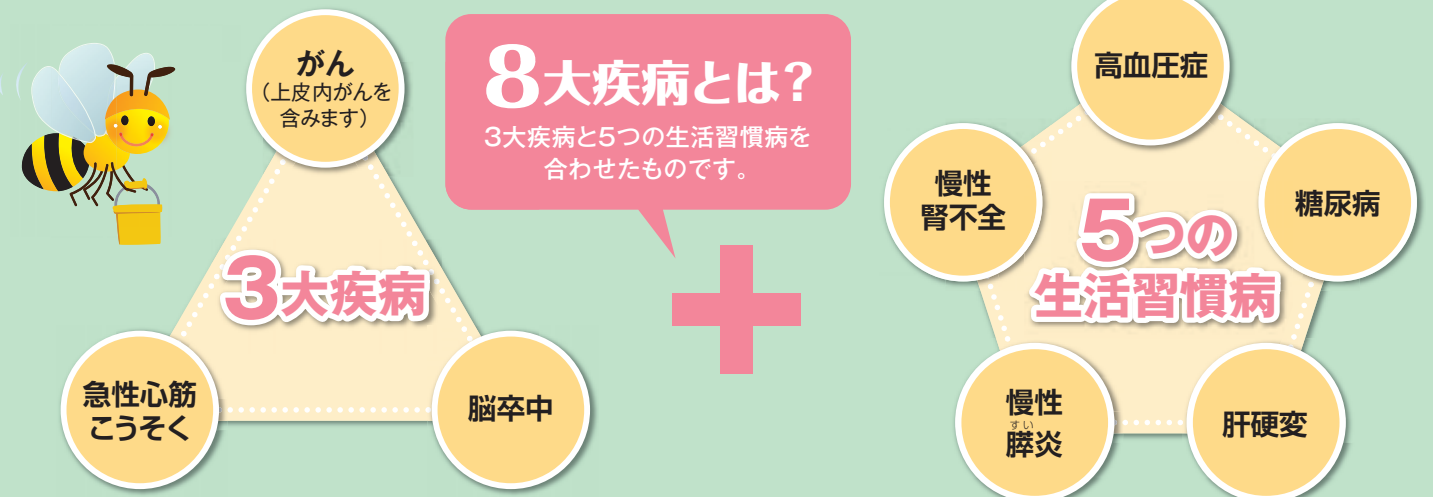 がん
(上皮内がんを
含みます)
3大疾病
急性心筋
こうそく
脳卒中
8大疾病とは?
3大疾病と5つの生活習慣病を
合わせたものです。
高血圧症
慢性
腎不全
糖尿病
5つの
生活習慣病
慢性
すい
膵炎
肝硬変